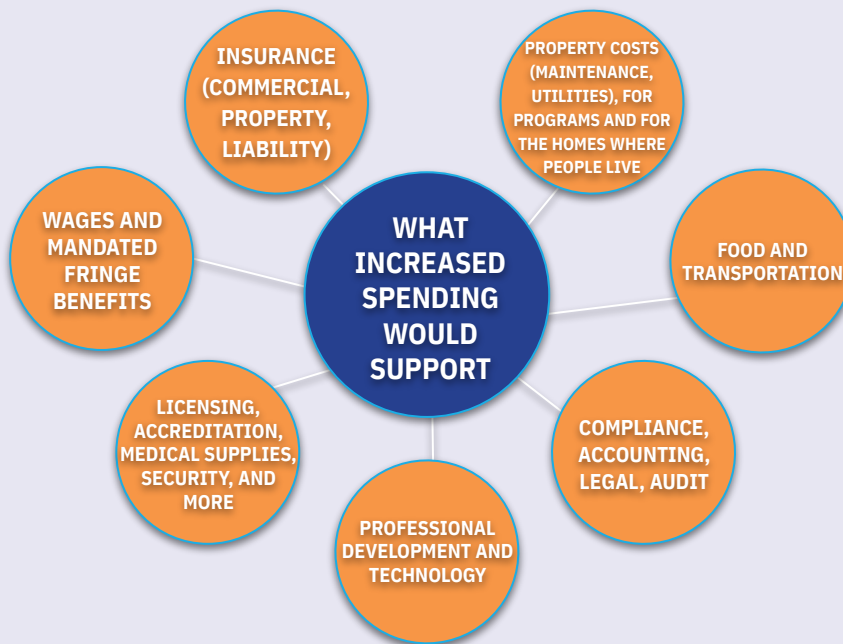 INSURANCE
(COMMERCIAL,
PROPERTY,
LIABILITY)
PROPERTY COSTS
(MAINTENANCE,
UTILITIES), FOR
PROGRAMS AND FOR
THE HOMES WHERE
PEOPLE LIVE
WAGES AND
MANDATED
FRINGE
BENEFITS
WHAT
INCREASED
SPENDING
WOULD
SUPPORT
FOOD AND
TRANSPORTATION
LICENSING,
ACCREDITATION,
MEDICAL SUPPLIES,
SECURITY, AND
MORE
COMPLIANCE,
ACCOUNTING,
LEGAL, AUDIT
PROFESSIONAL
DEVELOPMENT AND
TECHNOLOGY